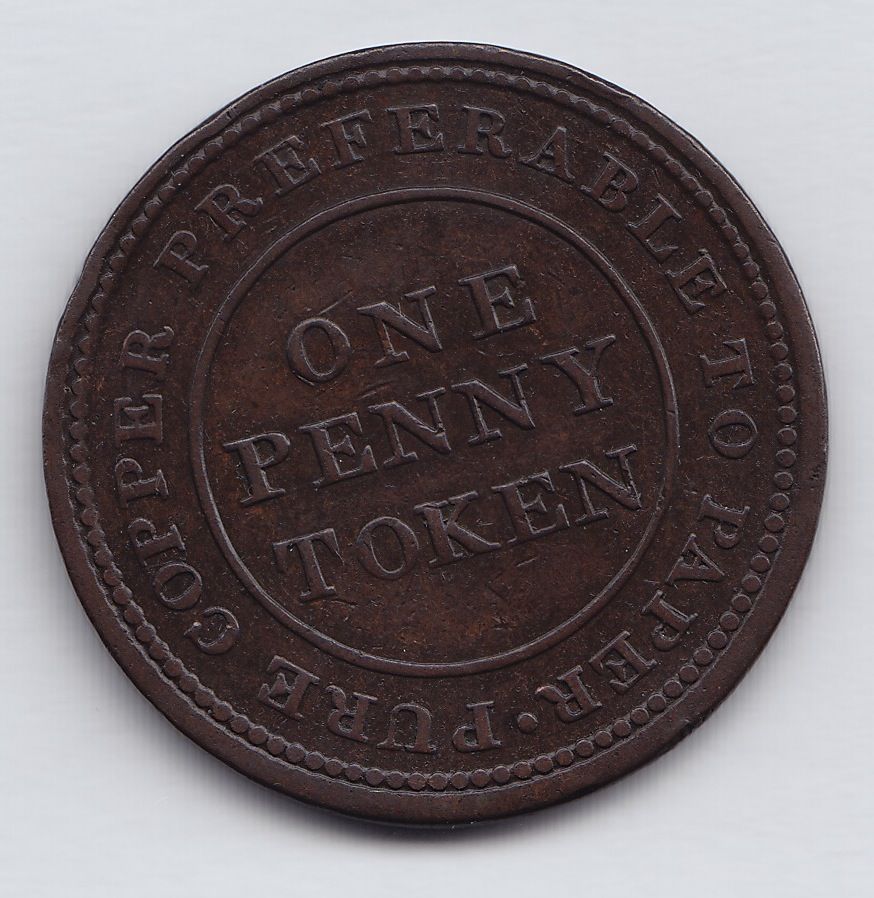 PURE COPPER PREFERABLE TO PAPER ·
ONE
PENNY
TOKEN